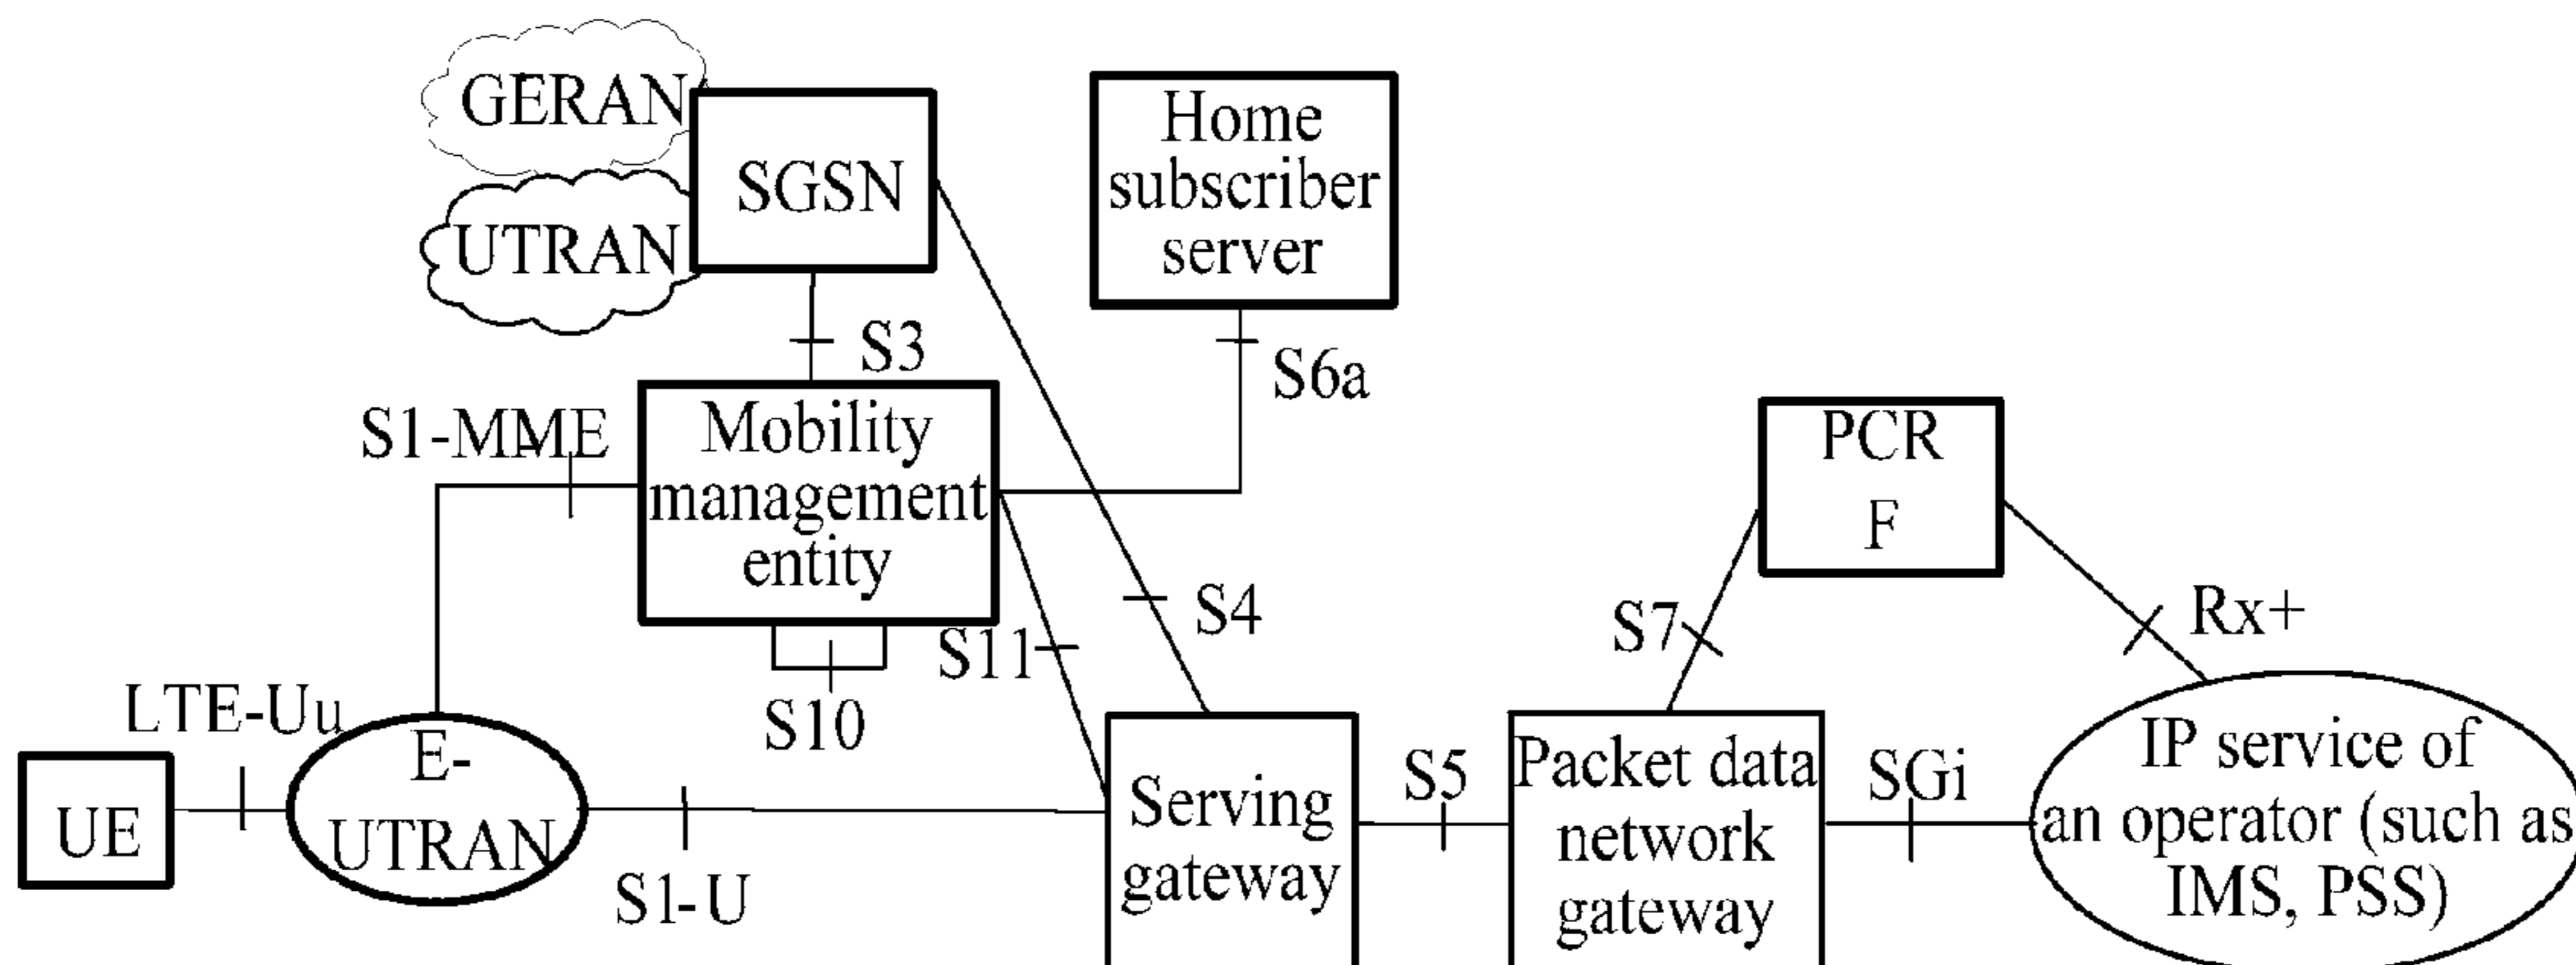 GERAN
UTRAN
SGSN
Home
subscriber
server
S3
S6a
S1-MME
Mobility
management
entity
PCR
F
S4
S7
Rx+
S11
S10
LTE-Uu
UE
E-
UTRAN
S1-U
Serving
gateway
S5
Packet data
network
gateway
SGi
IP service of
an operator (such as
IMS, PSS)